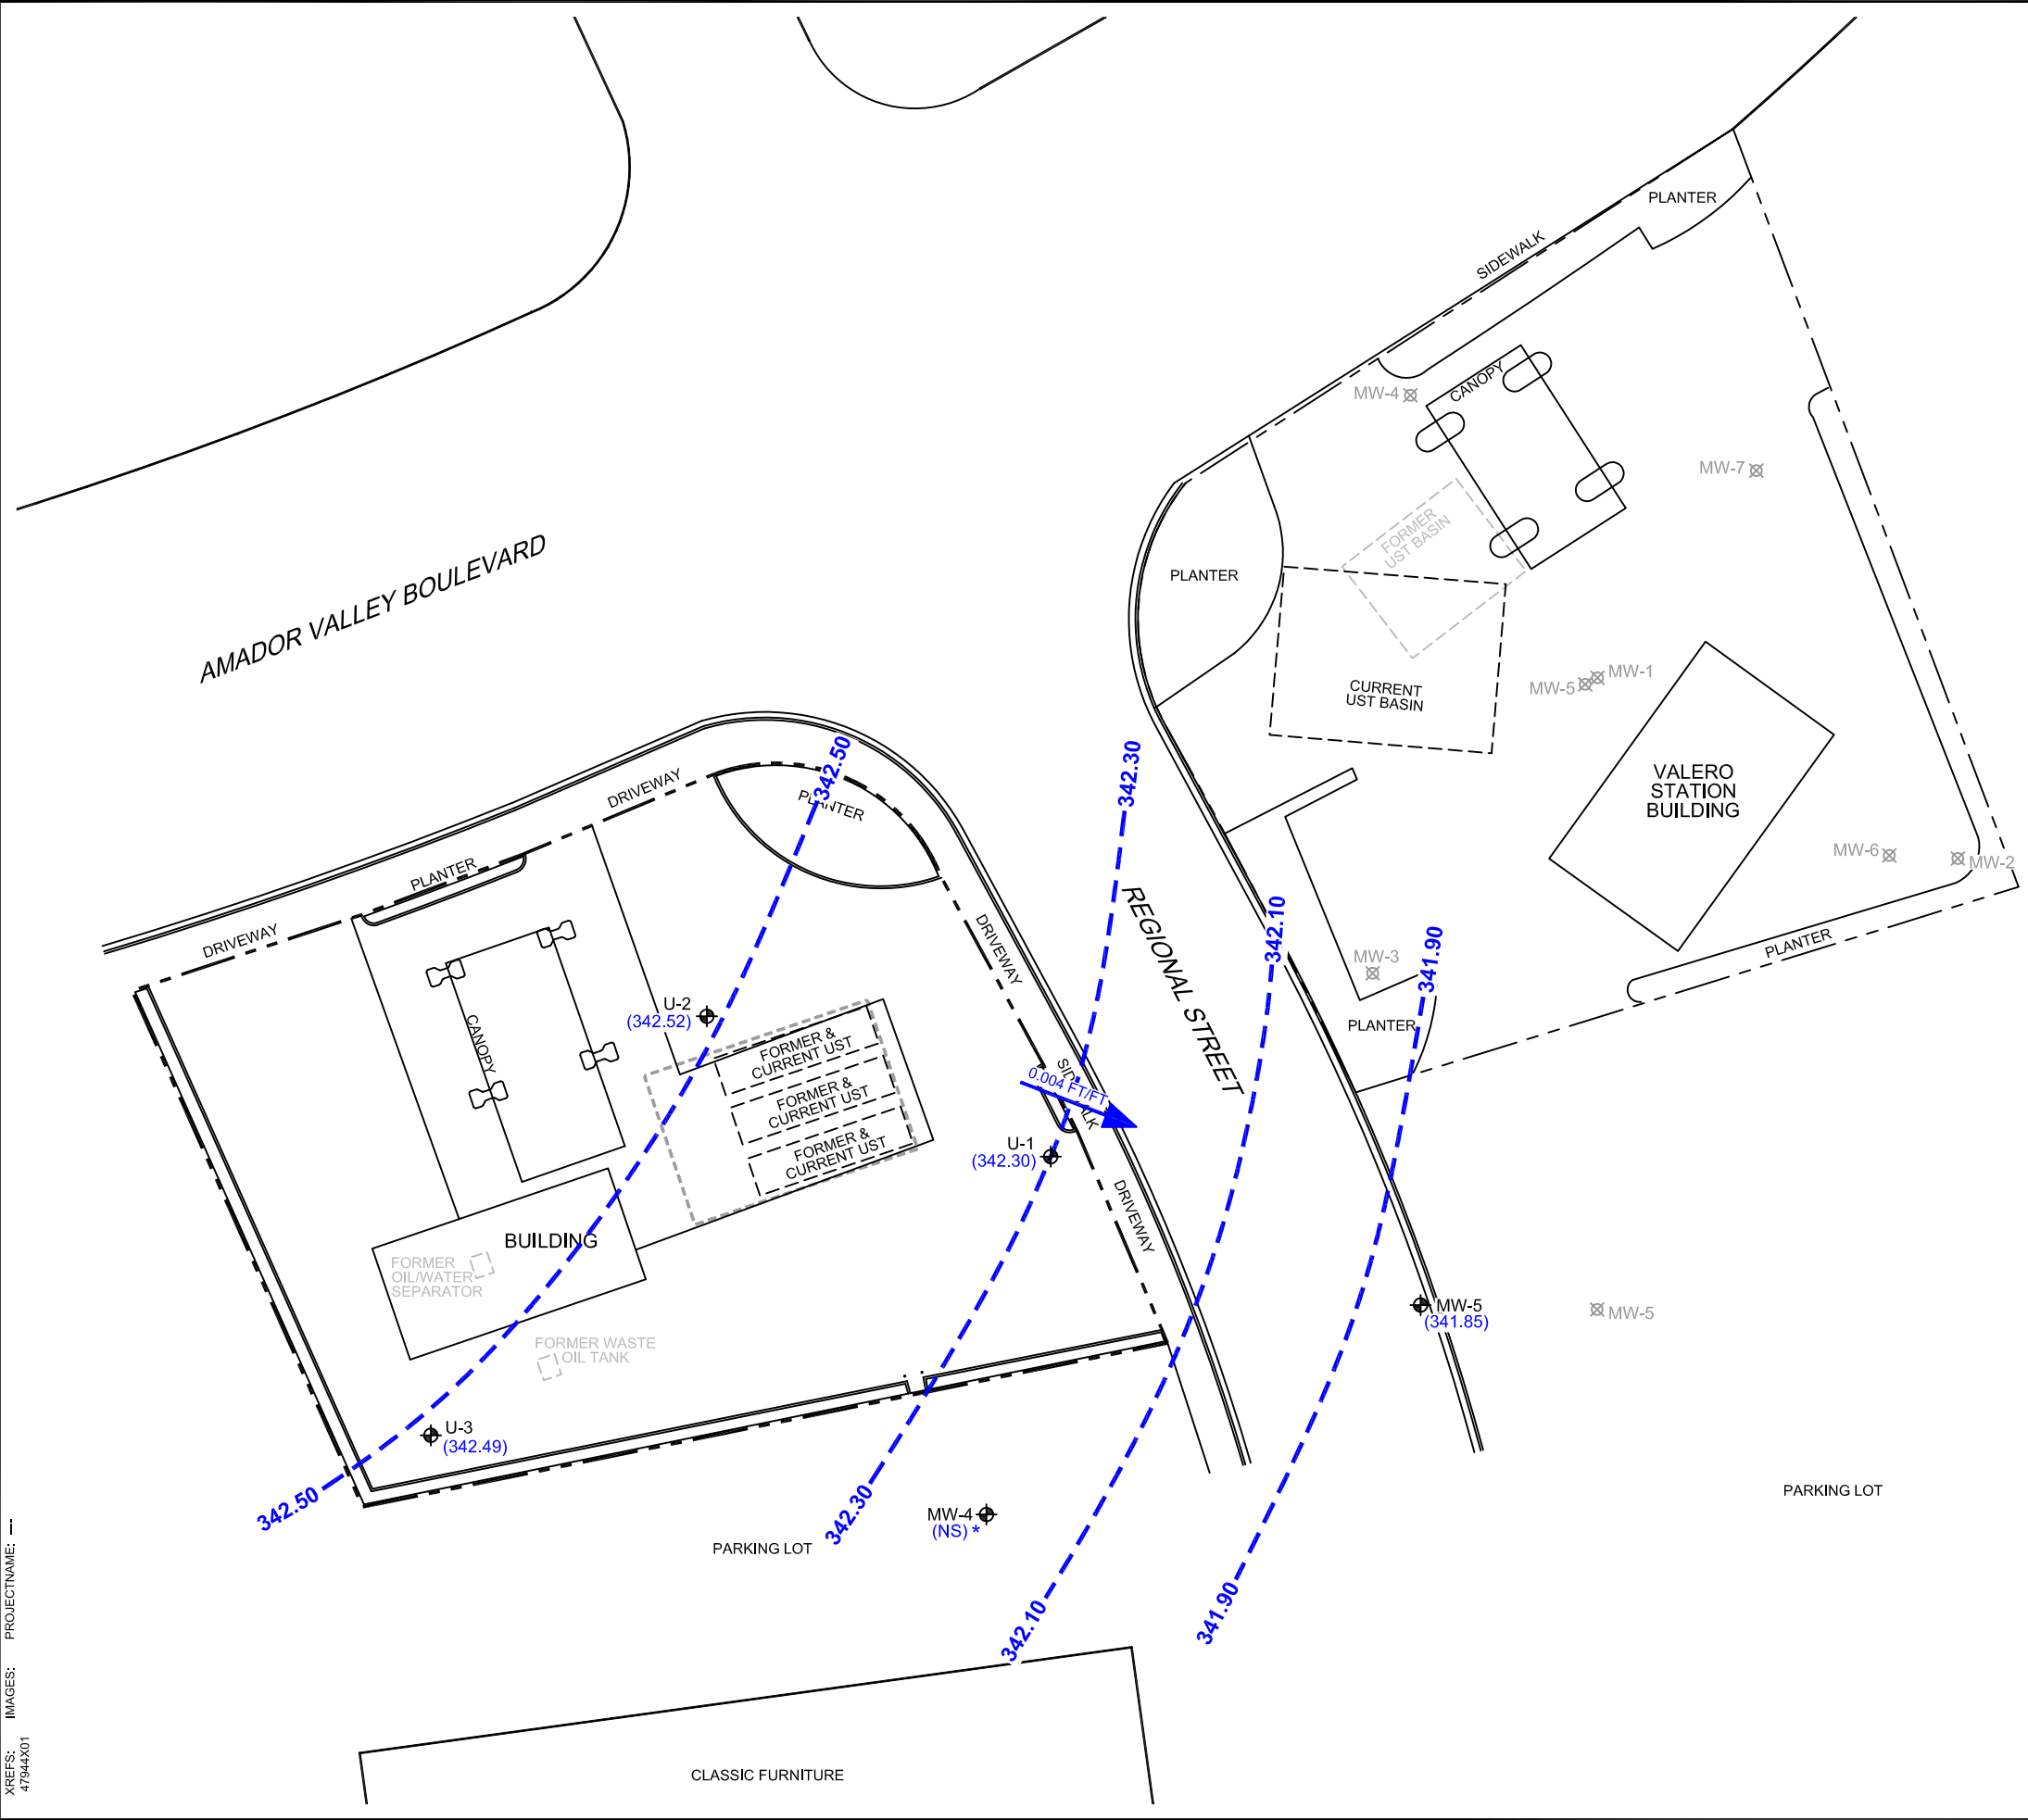 PLANTER
SIDEWALK
CANOPY
MW-4
MW-7
FORMER
UST BASIN
PLANTER
AMADOR VALLEY BOULEVARD
CURRENT
UST BASIN
MW-5
MW-1
VALERO
STATION
BUILDING
342.50
342.30
DRIVEWAY
PLANTER
PLANTER
MW-6
MW-2
DRIVEWAY
DRIVEWAY
REGIONAL STREET
342.10
341.90
PLANTER
MW-3
U-2
(342.52)
CANOPY
PLANTER
FORMER &
CURRENT UST
FORMER &
CURRENT UST
FORMER &
CURRENT UST
SIDEWALK
0.004 FT/FT
U-1
(342.30)
DRIVEWAY
BUILDING
FORMER
OIL/WATER
SEPARATOR
FORMER WASTE
OIL TANK
MW-5
(341.85)
MW-5
U-3
(342.49)
342.50
342.30
MW-4
(NS) *
PARKING LOT
PARKING LOT
342.10
341.90
CLASSIC FURNITURE
XREFS: IMAGES: PROJECTNAME: ----
47944X01